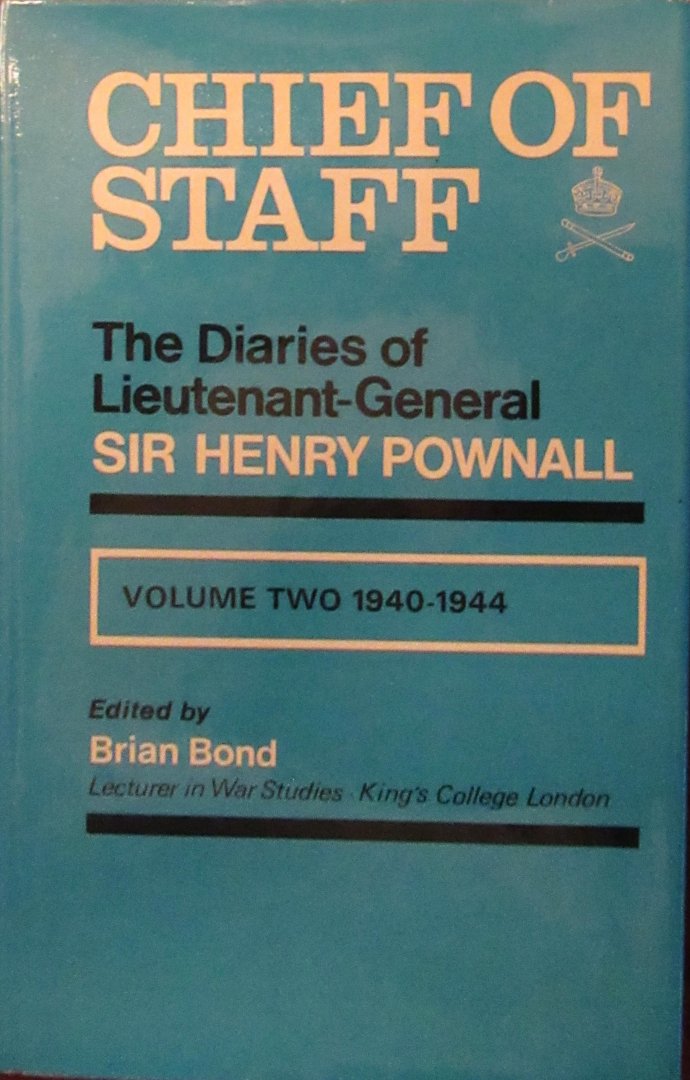 CHIEF OF
STAFF
The Diaries of
Lieutenant-General
SIR HENRY POWNALL
VOLUME TWO 1940-1944
Edited by
Brian Bond
Lecturer in War Studies · King's College London